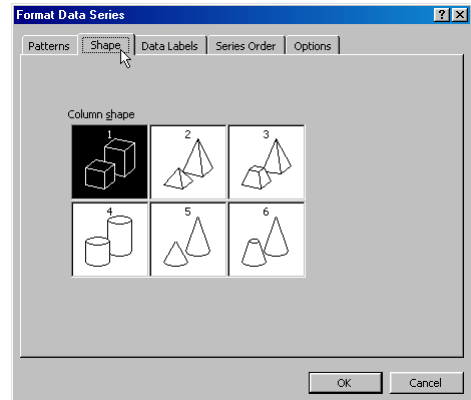 Format Data Series
Patterns Shape Data Labels Series Order Options
Column shape
1 2 3
4 5 6
OK Cancel